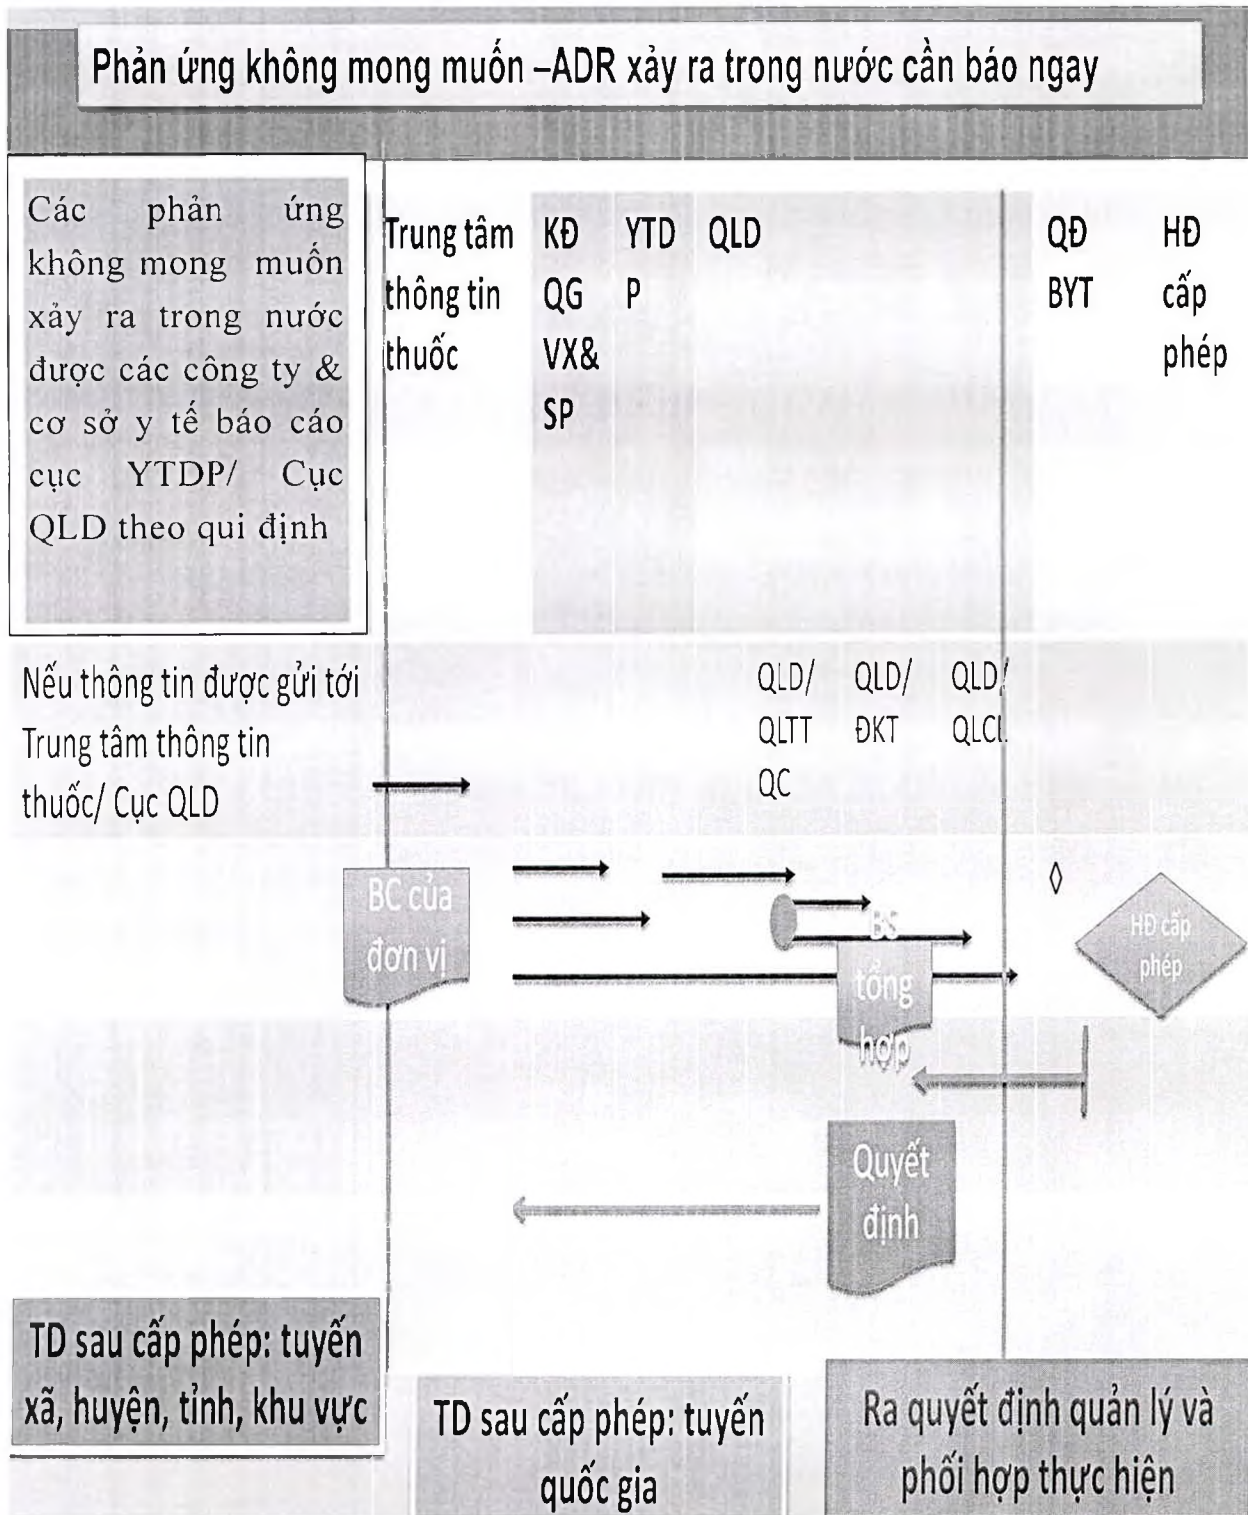 Phản ứng không mong muốn –ADR xảy ra trong nước cần báo ngay
Các phản ứng
không mong muốn
xảy ra trong nước
được các công ty &
cơ sở y tế báo cáo
cục YTDP/ Cục
QLD theo qui định
Trung tâm
thông tin
thuốc
KĐ
QG
VX&
SP
YTD
P
QLD
QĐ
BYT
HĐ
cấp
phép
Nếu thông tin được gửi tới
Trung tâm thông tin
thuốc/ Cục QLD
QLD/
QLTT
QC
QLD/
ĐKT
QLD/
QLCL
BC của
đơn vị
BS
tổng
hợp
HĐ cấp
phép
Quyết
định
TD sau cấp phép: tuyến
xã, huyện, tỉnh, khu vực
TD sau cấp phép: tuyến
quốc gia
Ra quyết định quản lý và
phối hợp thực hiện